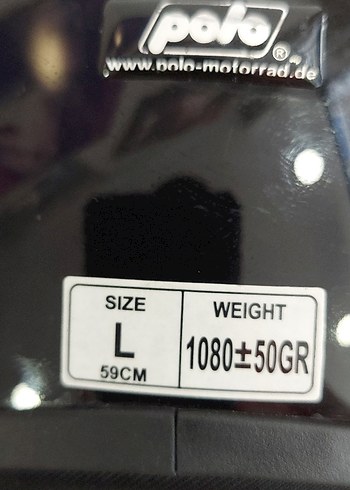 polo®
www.polo-motorrad.de
SIZE
L
59CM
WEIGHT
1080±50GR